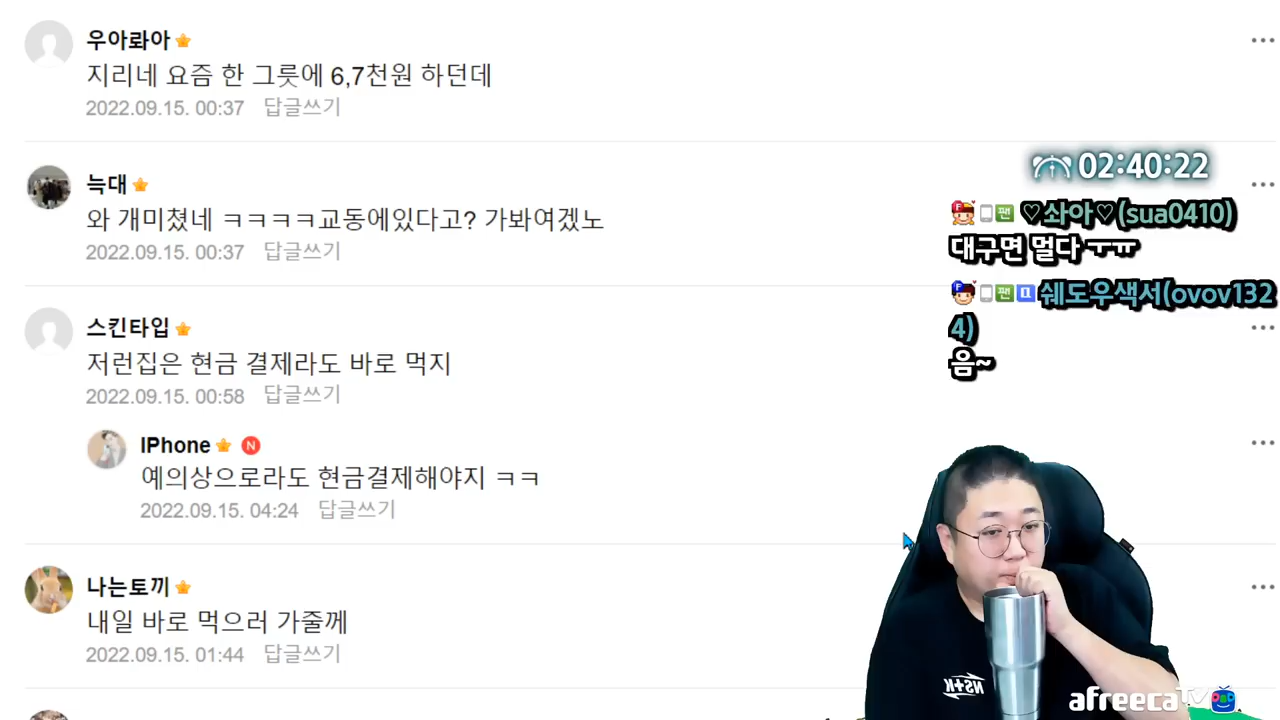 우아롸아
지리네 요즘 한 그릇에 6,7천원 하던데
2022.09.15. 00:37 답글쓰기
늑대
와 개미쳤네 ㅋㅋㅋㅋ교동에있다고? 가봐여겠노
2022.09.15. 00:37 답글쓰기
스킨타입
저런집은 현금 결제라도 바로 먹지
2022.09.15. 00:58 답글쓰기
IPhone N
예의상으로라도 현금결제해야지 ㅋㅋ
2022.09.15. 04:24 답글쓰기
나는토끼
내일 바로 먹으러 가줄께
2022.09.15. 01:44 답글쓰기
02:40:22
F 팬 ♡솨아♡(sua0410)
대구면 멀다 ㅜㅠ
F 팬 쉐도우색서(ovov132
4)
음~
NS+K
afreecaTV